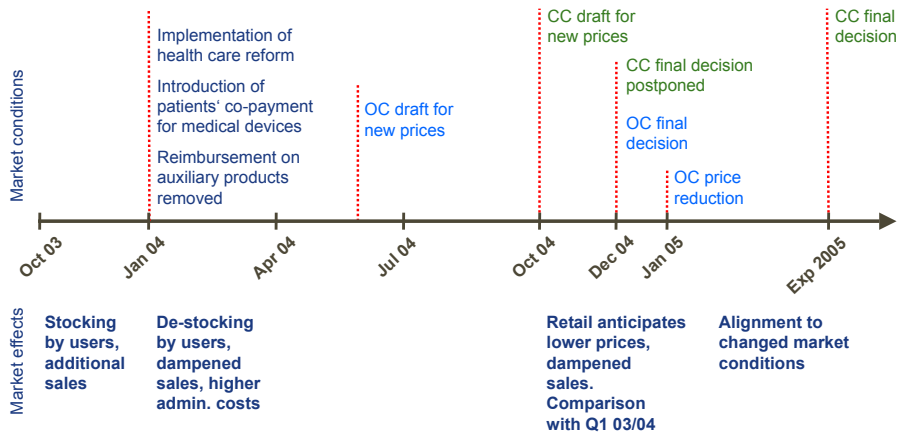 Market conditions
Implementation of
health care reform
Introduction of
patients‘ co-payment
for medical devices
Reimbursement on
auxiliary products
removed
OC draft for
new prices
CC draft for
new prices
CC final decision
postponed
OC final
decision
OC price
reduction
CC final
decision
Oct 03
Jan 04
Apr 04
Jul 04
Oct 04
Dec 04
Jan 05
Exp 2005
Market effects
Stocking
by users,
additional
sales
De-stocking
by users,
dampened
sales, higher
admin. costs
Retail anticipates
lower prices,
dampened
sales.
Comparison
with Q1 03/04
Alignment to
changed market
conditions